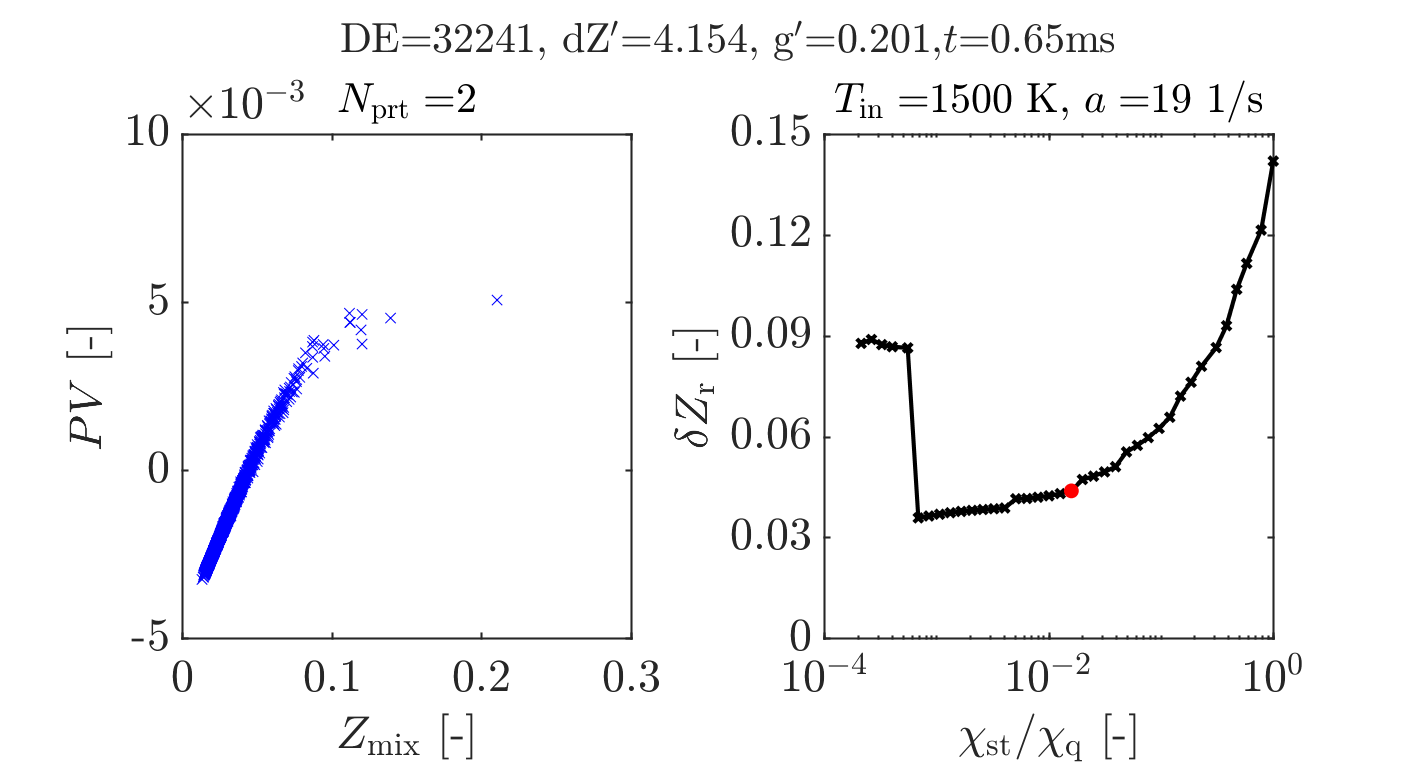 DE=32241, dZ′=4.154, g′=0.201,t=0.65ms
×10⁻³ N_prt =2
10
5
0
-5
0 0.1 0.2 0.3
PV [-]
Z_mix [-]
T_in =1500 K, a =19 1/s
0.15
0.12
0.09
0.06
0.03
0
10⁻⁴ 10⁻² 10⁰
δZ_r [-]
χ_st/χ_q [-]